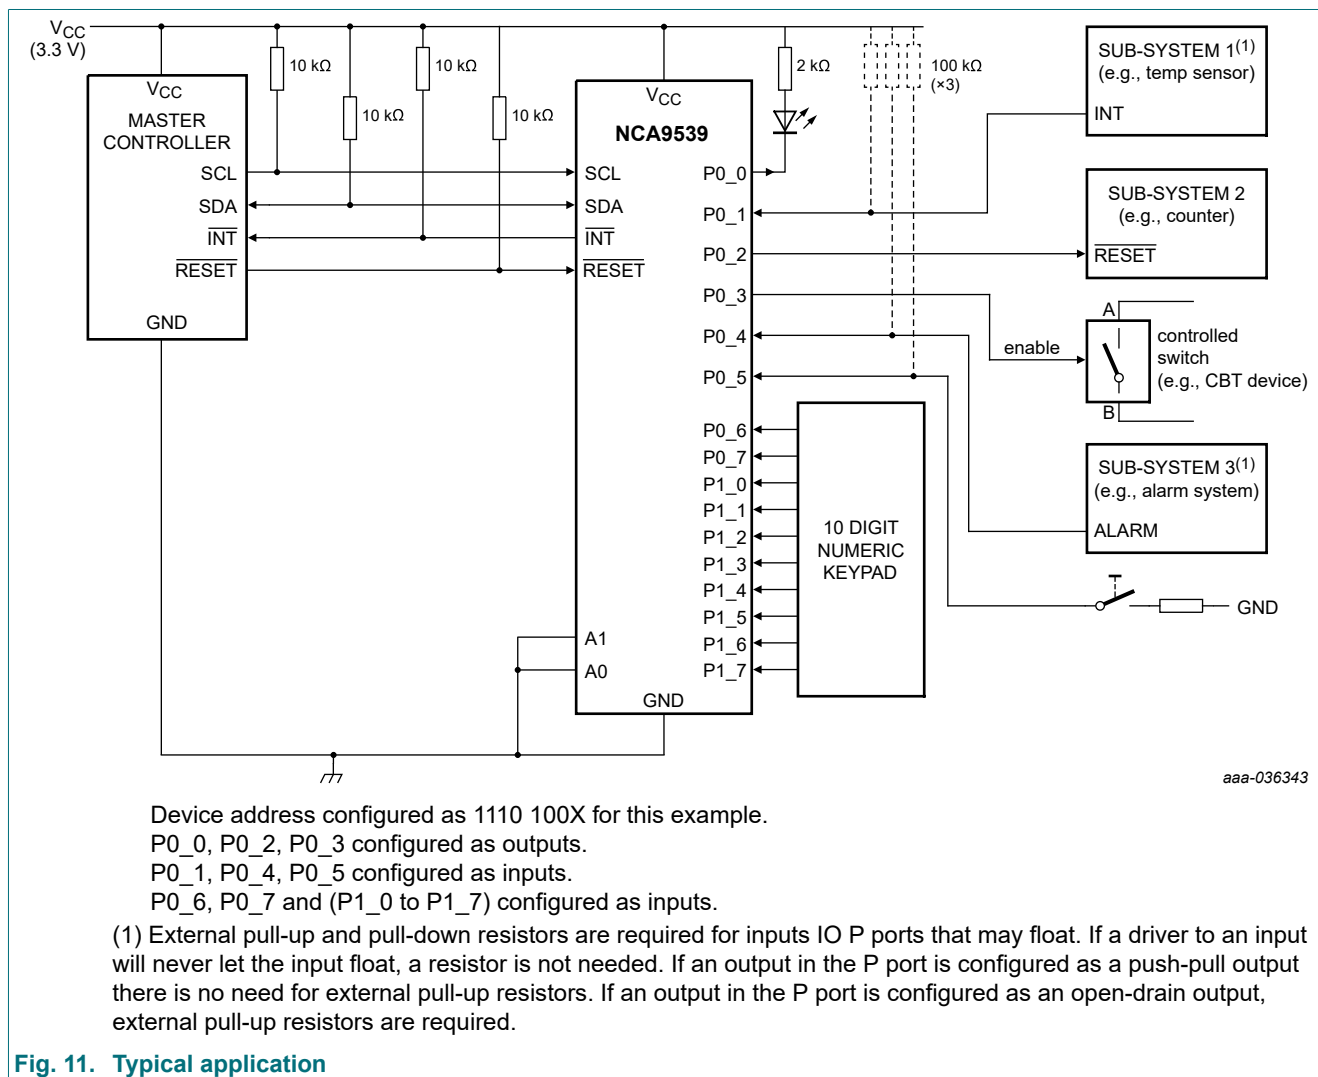 VCC
(3.3 V)
10 kΩ
10 kΩ
10 kΩ
10 kΩ
2 kΩ
100 kΩ
(×3)
VCC
MASTER
CONTROLLER
SCL
SDA
INT
RESET
GND
VCC
NCA9539
SCL
SDA
INT
RESET
A1
A0
GND
P0_0
P0_1
P0_2
P0_3
P0_4
P0_5
P0_6
P0_7
P1_0
P1_1
P1_2
P1_3
P1_4
P1_5
P1_6
P1_7
10 DIGIT
NUMERIC
KEYPAD
SUB-SYSTEM 1(1)
(e.g., temp sensor)
INT
SUB-SYSTEM 2
(e.g., counter)
RESET
A
enable
B
controlled
switch
(e.g., CBT device)
SUB-SYSTEM 3(1)
(e.g., alarm system)
ALARM
GND
aaa-036343
Device address configured as 1110 100X for this example.
P0_0, P0_2, P0_3 configured as outputs.
P0_1, P0_4, P0_5 configured as inputs.
P0_6, P0_7 and (P1_0 to P1_7) configured as inputs.
(1) External pull-up and pull-down resistors are required for inputs IO P ports that may float. If a driver to an input
will never let the input float, a resistor is not needed. If an output in the P port is configured as a push-pull output
there is no need for external pull-up resistors. If an output in the P port is configured as an open-drain output,
external pull-up resistors are required.
Fig. 11. Typical application